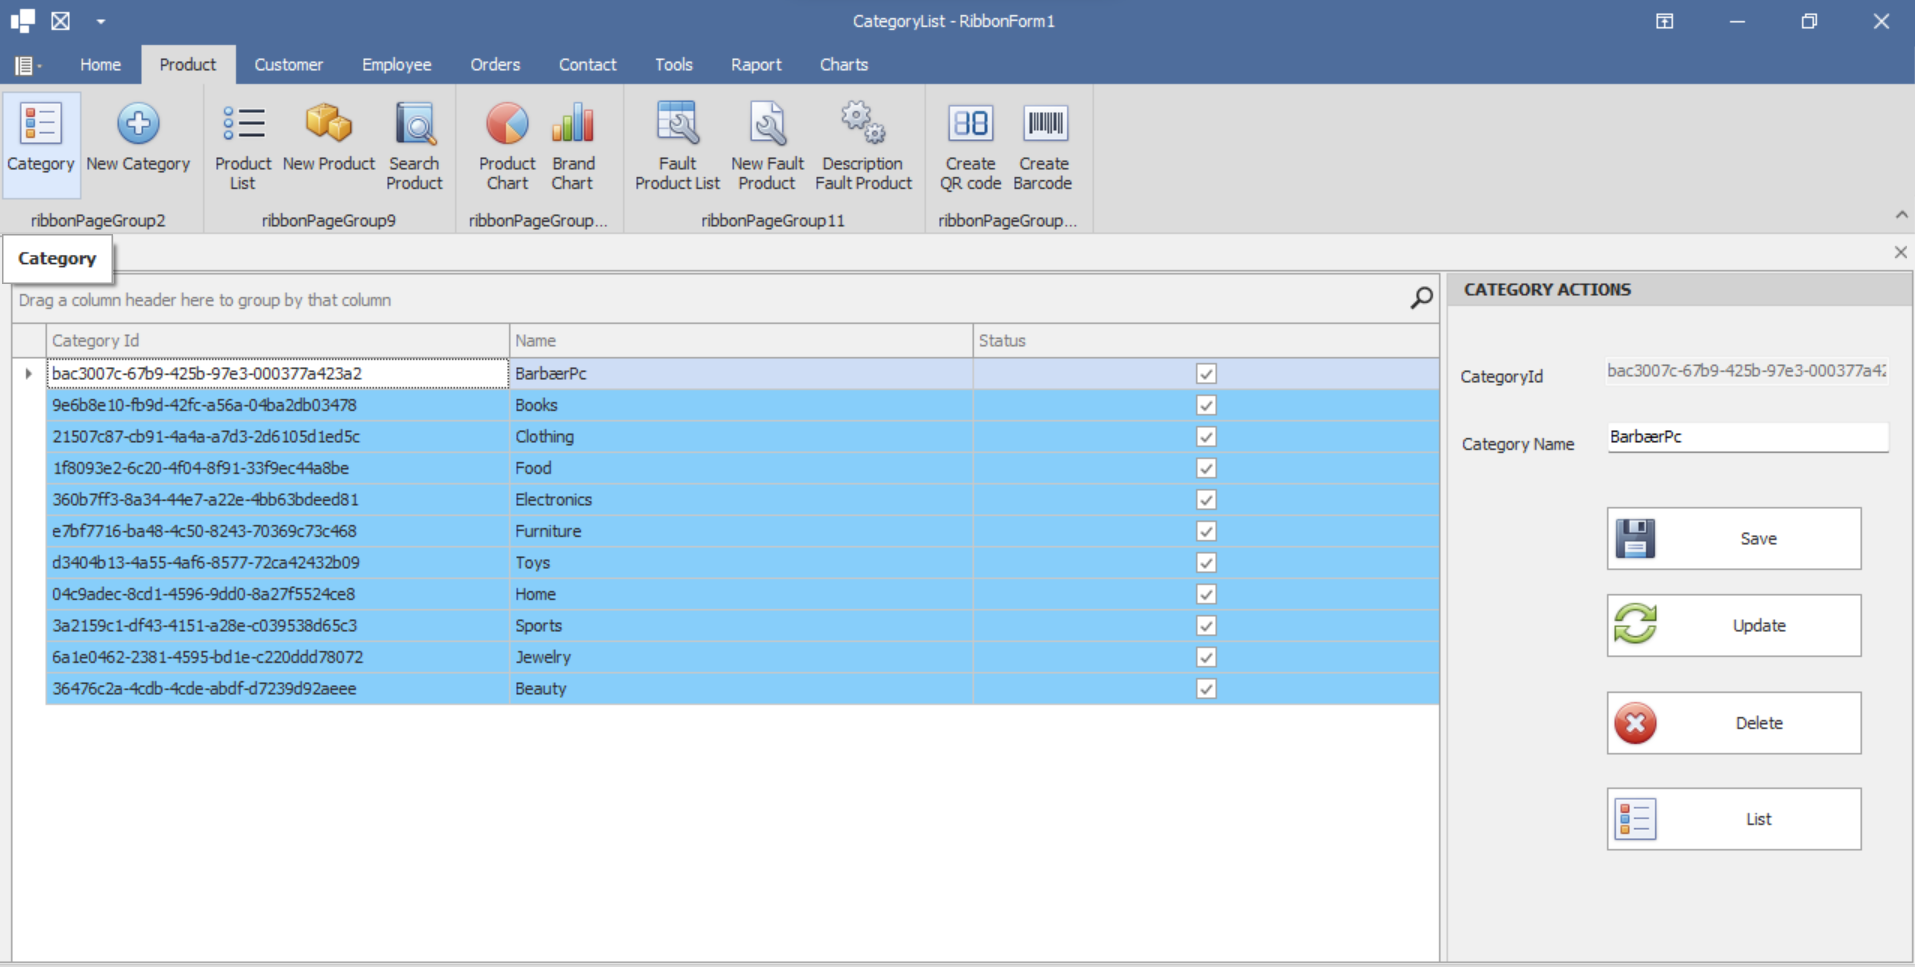 CategoryList - RibbonForm1
Home Product Customer Employee Orders Contact Tools Raport Charts
Category New Category Product List New Product Search Product Product Chart Brand Chart Fault Product List New Fault Product Description Fault Product Create QR code Create Barcode
ribbonPageGroup2 ribbonPageGroup9 ribbonPageGroup... ribbonPageGroup11 ribbonPageGroup...
Category
Drag a column header here to group by that column
Category Id Name Status
bac3007c-67b9-425b-97e3-000377a423a2 BarbærPc
9e6b8e10-fb9d-42fc-a56a-04ba2db03478 Books
21507c87-cb91-4a4a-a7d3-2d6105d1ed5c Clothing
1f8093e2-6c20-4f04-8f91-33f9ec44a8be Food
360b7ff3-8a34-44e7-a22e-4bb63bdeed81 Electronics
e7bf7716-ba48-4c50-8243-70369c73c468 Furniture
d3404b13-4a55-4af6-8577-72ca42432b09 Toys
04c9adec-8cd1-4596-9dd0-8a27f5524ce8 Home
3a2159c1-df43-4151-a28e-c039538d65c3 Sports
6a1e0462-2381-4595-bd1e-c220ddd78072 Jewelry
36476c2a-4cdb-4cde-abdf-d7239d92aeee Beauty
CATEGORY ACTIONS
CategoryId bac3007c-67b9-425b-97e3-000377a42
Category Name BarbærPc
Save
Update
Delete
List